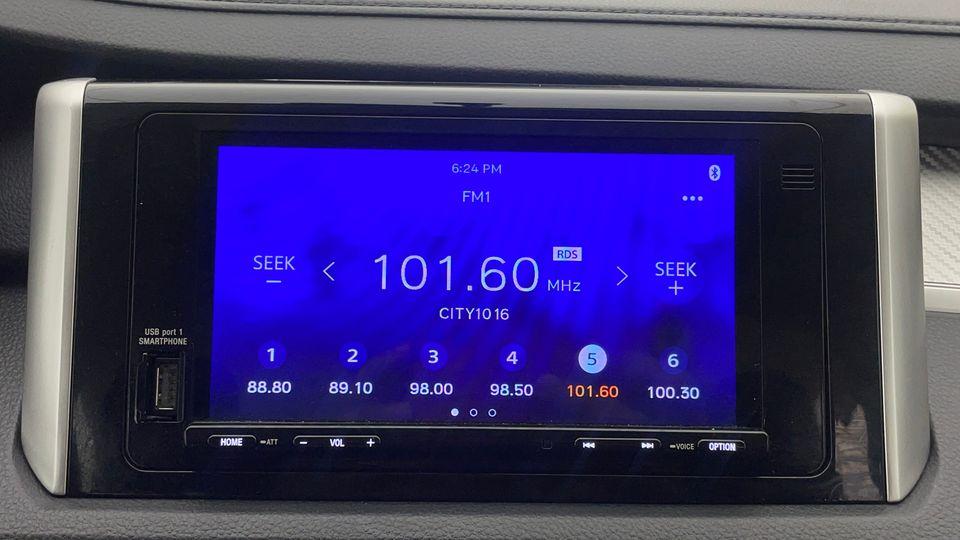 6:24 PM
FM1
SEEK
−
<
101.60
RDS
MHz
>
SEEK
+
CITY1016
1 2 3 4 5 6
88.80 89.10 98.00 98.50 101.60 100.30
USB port 1
SMARTPHONE
HOME −ATT − VOL + −VOICE OPTION